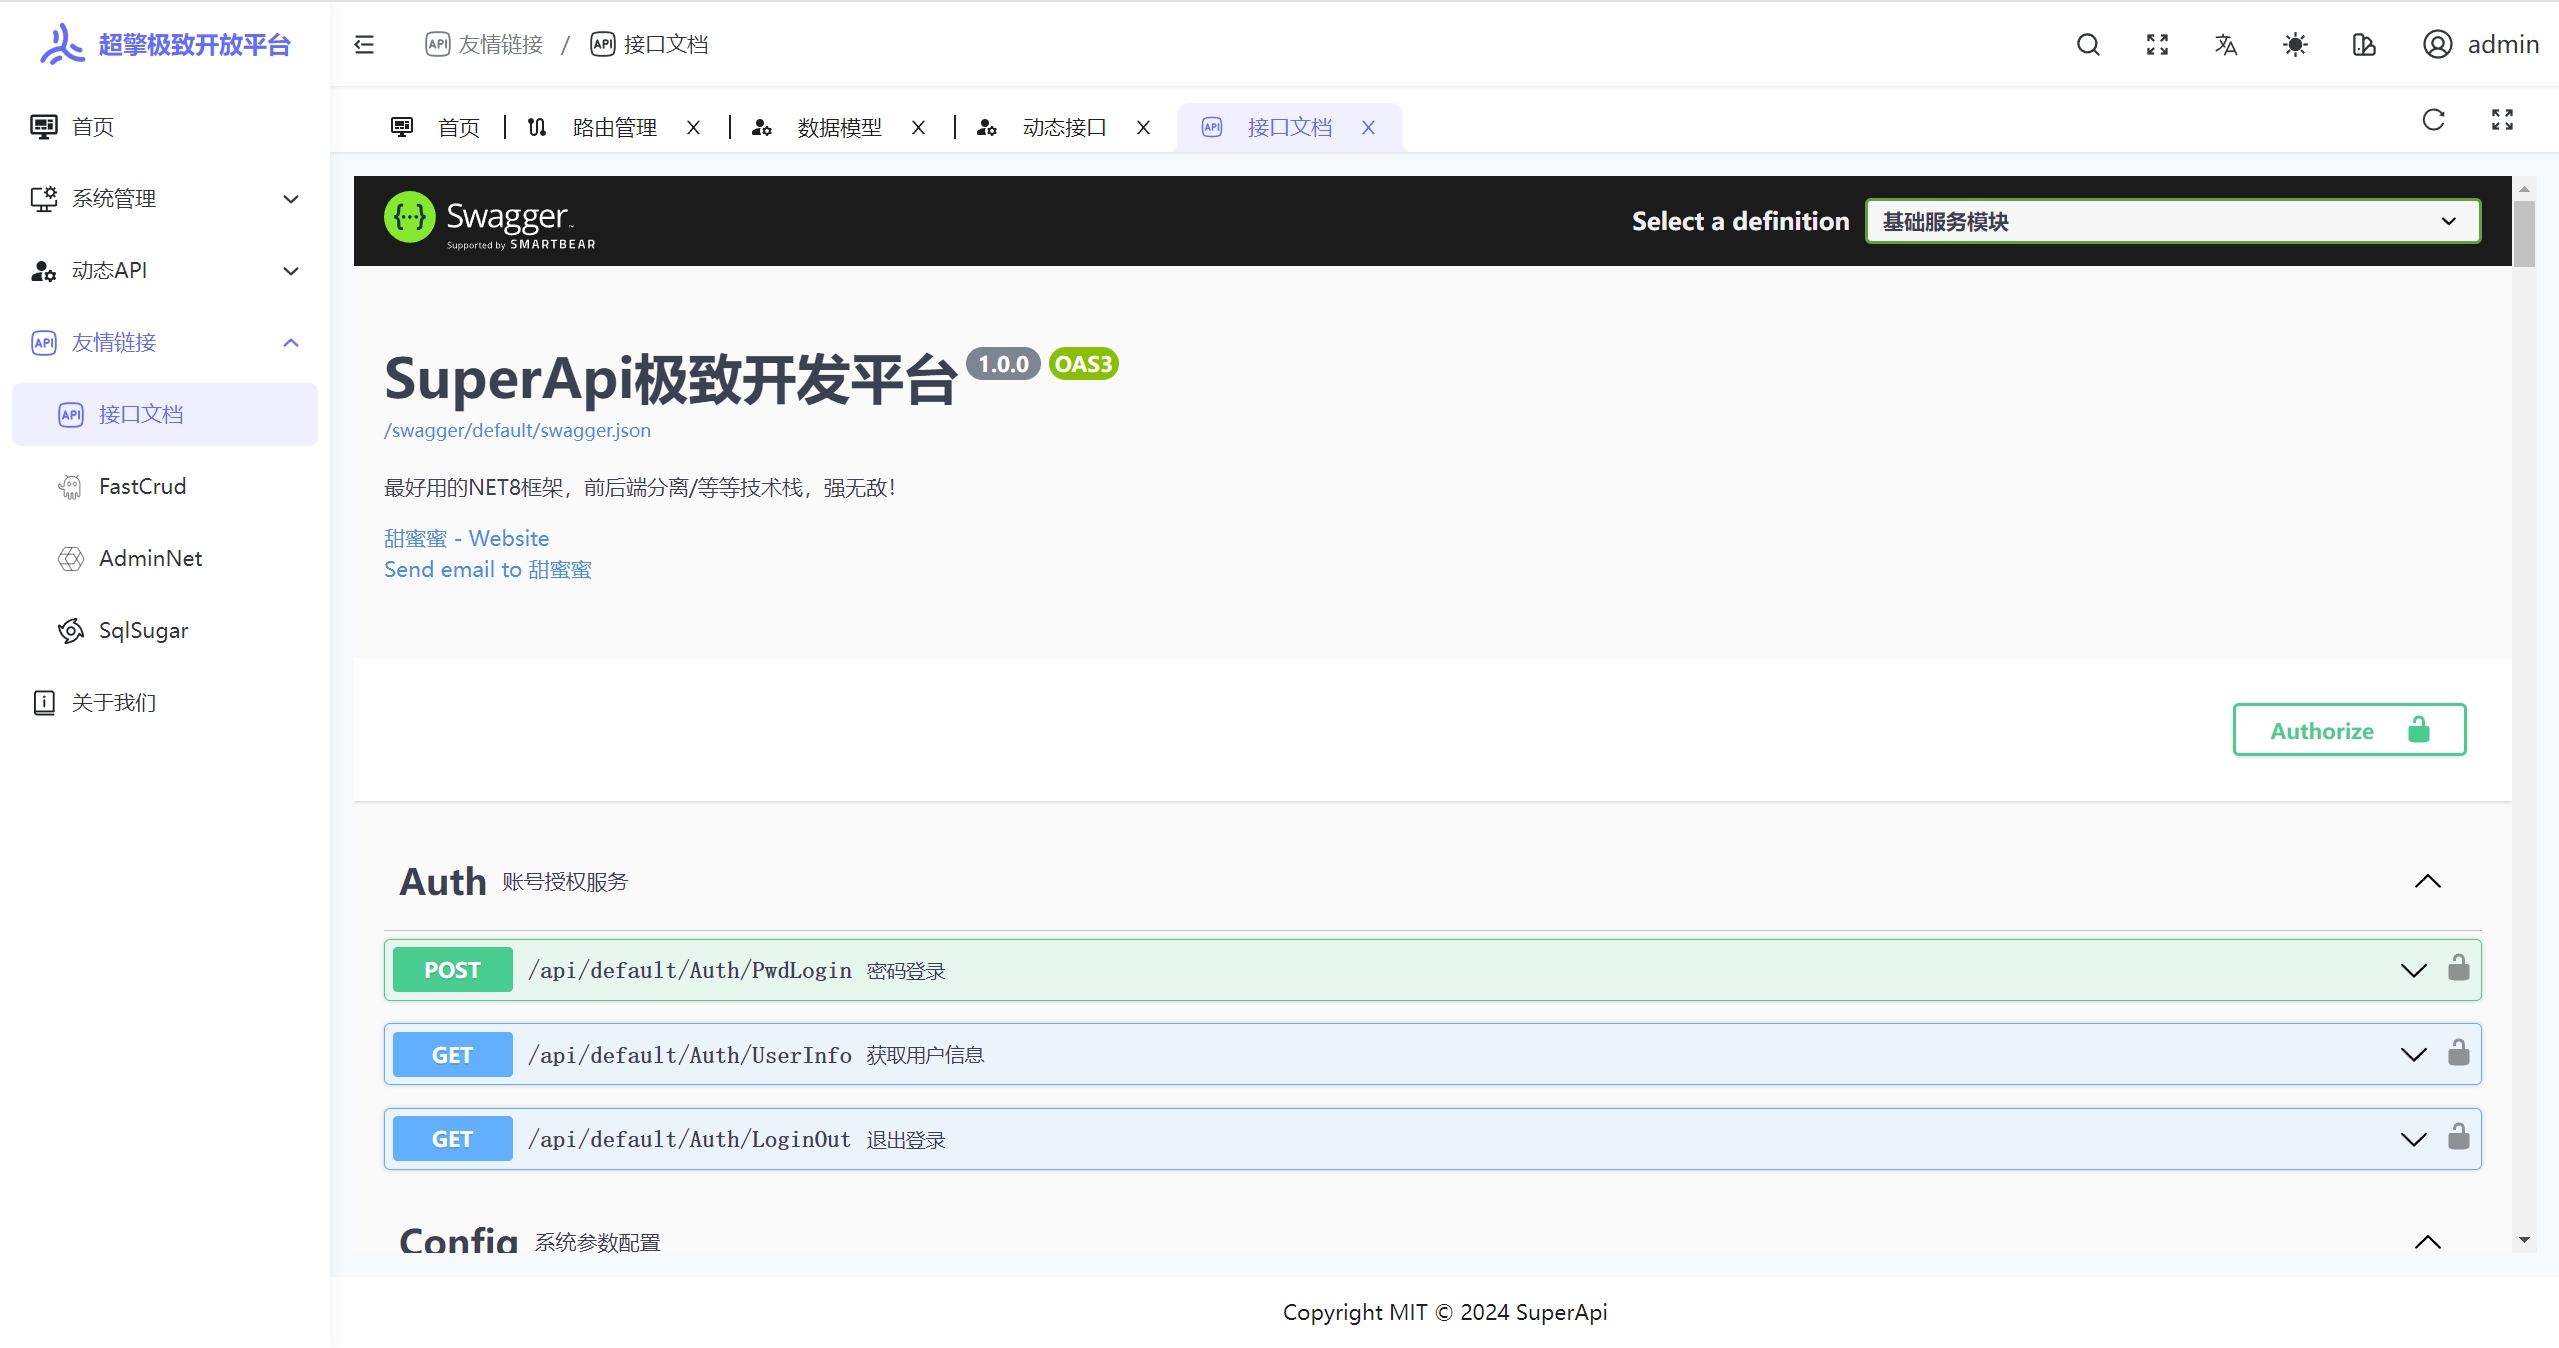 超擎极致开放平台
友情链接 / 接口文档
admin
首页
系统管理
动态API
友情链接
接口文档
FastCrud
AdminNet
SqlSugar
关于我们
首页 路由管理 数据模型 动态接口 接口文档
Swagger
Supported by SMARTBEAR
Select a definition 基础服务模块
SuperApi极致开发平台 1.0.0 OAS3
/swagger/default/swagger.json
最好用的NET8框架，前后端分离/等等技术栈，强无敌！
甜蜜蜜 - Website
Send email to 甜蜜蜜
Authorize
Auth 账号授权服务
POST /api/default/Auth/PwdLogin 密码登录
GET /api/default/Auth/UserInfo 获取用户信息
GET /api/default/Auth/LoginOut 退出登录
Config 系统参数配置
Copyright MIT © 2024 SuperApi